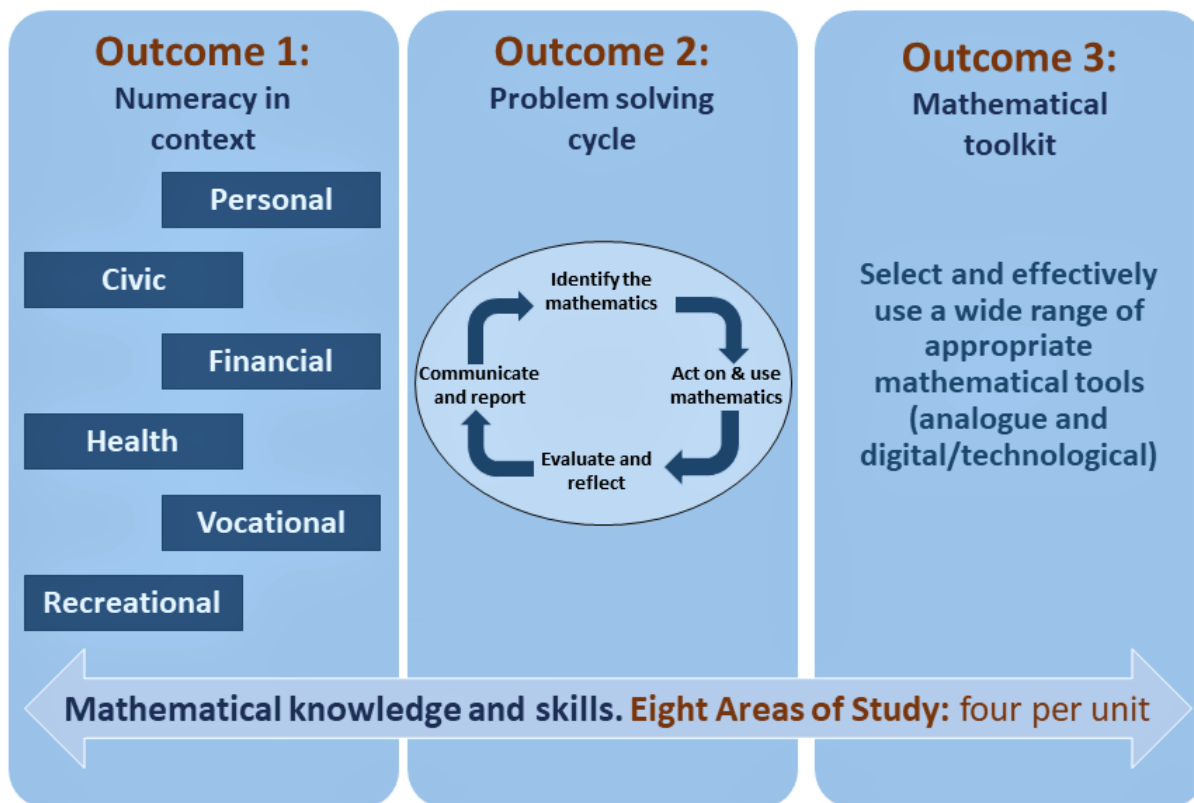 Outcome 1:
Numeracy in
context
Personal
Civic
Financial
Health
Vocational
Recreational
Outcome 2:
Problem solving
cycle
Identify the
mathematics
Act on & use
mathematics
Evaluate and
reflect
Communicate
and report
Outcome 3:
Mathematical
toolkit
Select and effectively
use a wide range of
appropriate
mathematical tools
(analogue and
digital/technological)
Mathematical knowledge and skills. Eight Areas of Study: four per unit